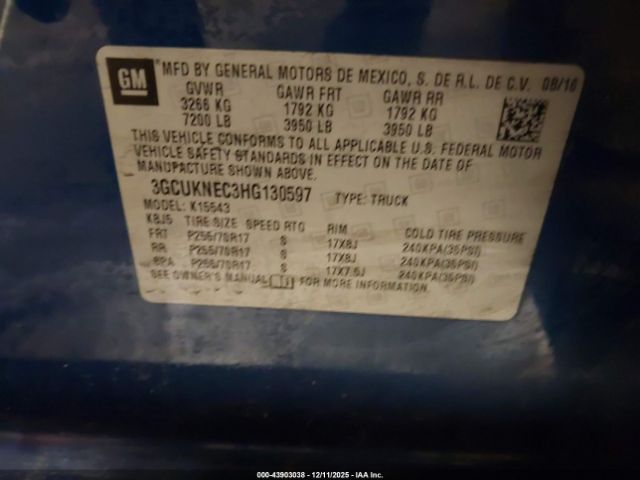 GM
MFD BY GENERAL MOTORS DE MEXICO, S. DE R.L. DE C.V. 08/16
GVWR GAWR FRT GAWR RR
3266 KG 1792 KG 1792 KG
7200 LB 3950 LB 3950 LB
THIS VEHICLE CONFORMS TO ALL APPLICABLE U.S. FEDERAL MOTOR
VEHICLE SAFETY STANDARDS IN EFFECT ON THE DATE OF
MANUFACTURE SHOWN ABOVE.
3GCUKNEC3HG130597 TYPE: TRUCK
MODEL: K15543
K8J5 TIRE SIZE SPEED RTG RIM COLD TIRE PRESSURE
FRT P255/70R17 S 17X8J 240KPA(35PSI)
RR P255/70R17 S 17X8J 240KPA(35PSI)
SPA P255/70R17 S 17X7.5J 240KPA(35PSI)
SEE OWNER'S MANUAL FOR MORE INFORMATION.
000-43903038 - 12/11/2025 - IAA Inc.